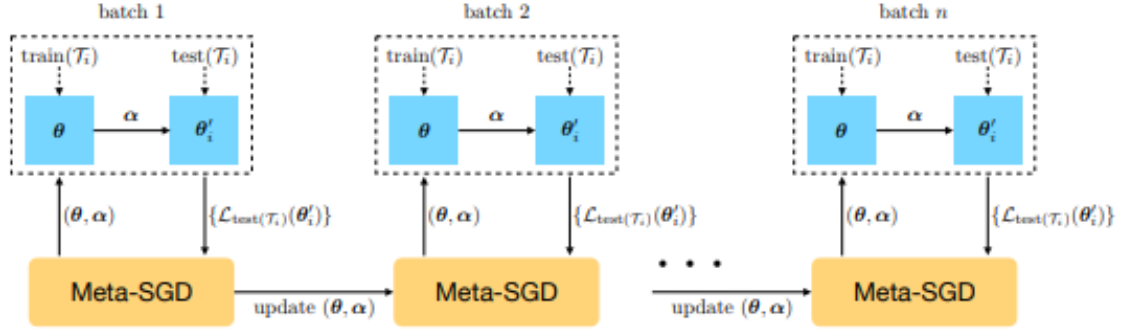 batch 1
batch 2
batch n
train(𝒯ᵢ) test(𝒯ᵢ)
train(𝒯ᵢ) test(𝒯ᵢ)
train(𝒯ᵢ) test(𝒯ᵢ)
θ α θ′ᵢ
θ α θ′ᵢ
θ α θ′ᵢ
(θ, α) {ℒ_test(𝒯ᵢ)(θ′ᵢ)}
(θ, α) {ℒ_test(𝒯ᵢ)(θ′ᵢ)}
(θ, α) {ℒ_test(𝒯ᵢ)(θ′ᵢ)}
Meta-SGD
update (θ, α)
Meta-SGD
• • •
update (θ, α)
Meta-SGD